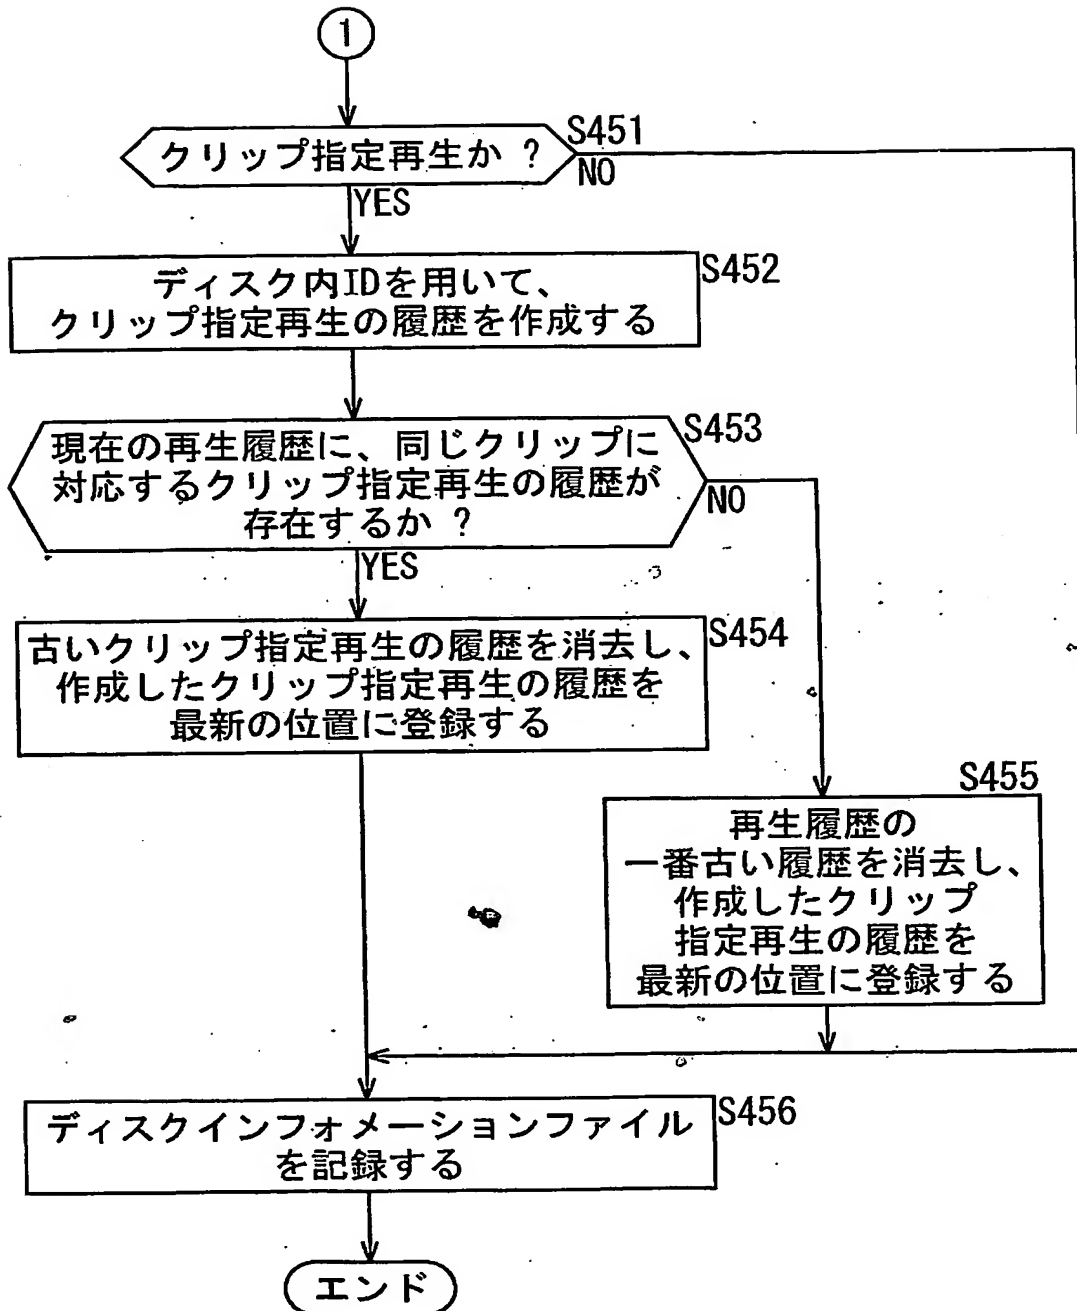 1
クリップ指定再生か ?
S451
NO
YES
ディスク内IDを用いて、
クリップ指定再生の履歴を作成する
S452
現在の再生履歴に、同じクリップに
対応するクリップ指定再生の履歴が
存在するか ?
S453
NO
YES
古いクリップ指定再生の履歴を消去し、
作成したクリップ指定再生の履歴を
最新の位置に登録する
S454
S455
再生履歴の
一番古い履歴を消去し、
作成したクリップ
指定再生の履歴を
最新の位置に登録する
ディスクインフォメーションファイル
を記録する
S456
エンド